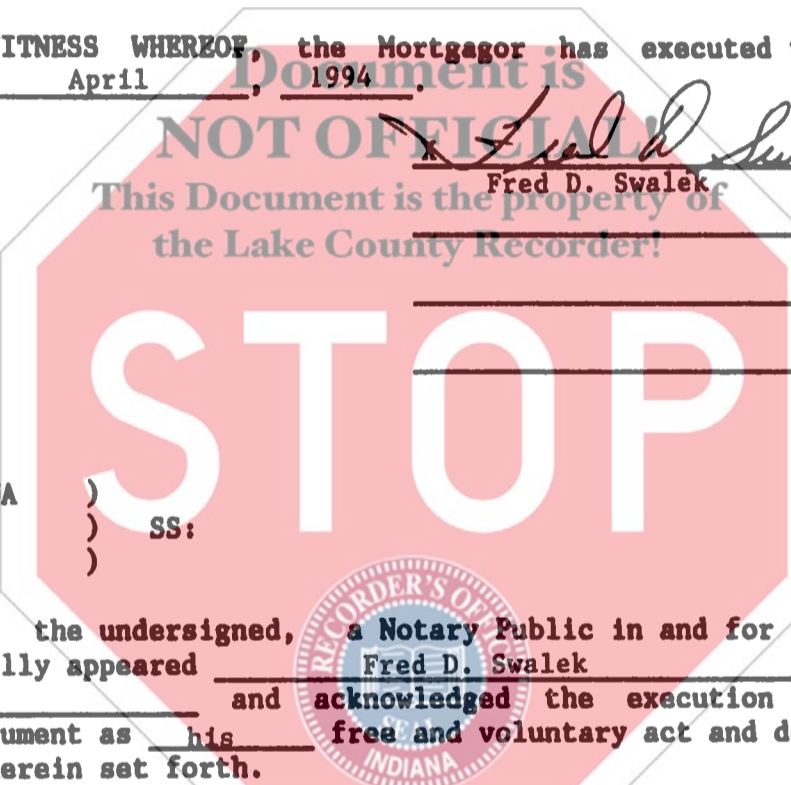 ITNESS WHEREOF, the Mortgagor has executed
April , 1994 .
Document is
NOT OFFICIAL!
Fred D.
Fred D. Swalek
This Document is the property of
the Lake County Recorder!
STOP
A )
) SS:
)
RECORDER'S OF
the undersigned, a Notary Public in and for
lly appeared Fred D. Swalek
and acknowledged the execution
ument as his free and voluntary act and d
erein set forth.
SEAL
INDIANA